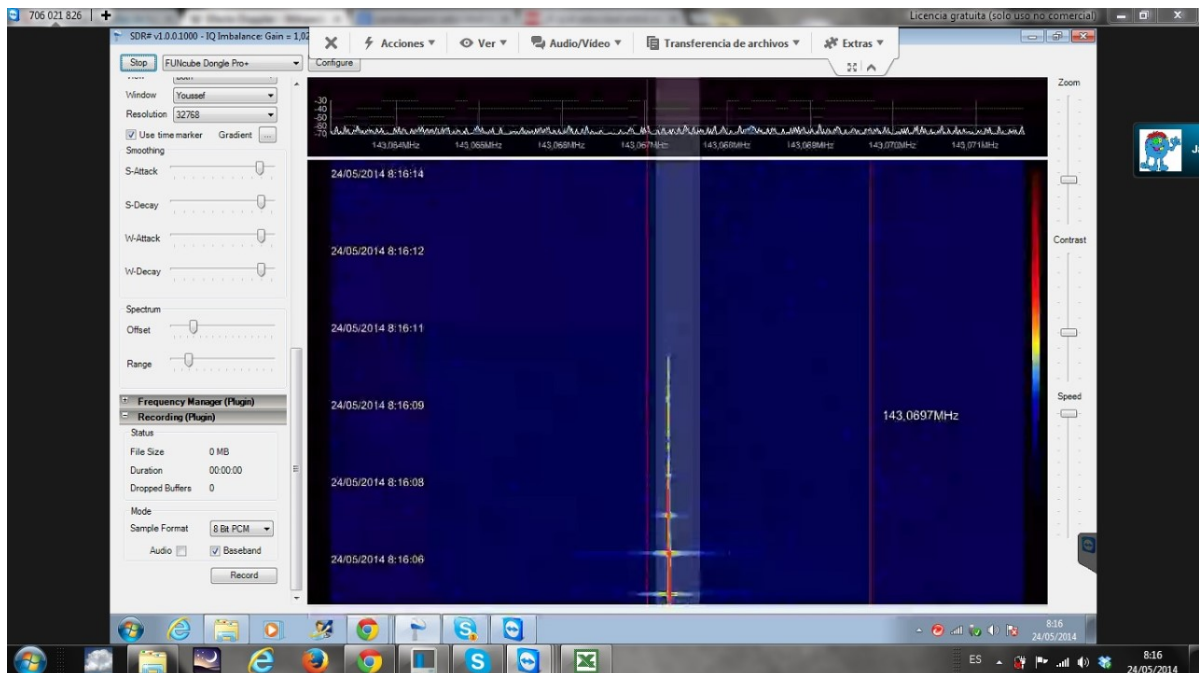 706 021 826
Licencia gratuita (solo uso no comercial)
SDR# v1.0.0.1000 - IQ Imbalance: Gain = 1,02
Acciones
Ver
Audio/Vídeo
Transferencia de archivos
Extras
Stop
FUNcube Dongle Pro+
Configure
Window
Youssef
Resolution
32768
Use time marker
Gradient
...
Smoothing
S-Attack
S-Decay
W-Attack
W-Decay
Spectrum
Offset
Range
Frequency Manager (Plugin)
Recording (Plugin)
Status
File Size 0 MB
Duration 00:00:00
Dropped Buffers 0
Mode
Sample Format 8 Bit PCM
Audio
Baseband
Record
-30
-40
-50
-60
-70
143,064MHz
143,065MHz
143,066MHz
143,067MHz
143,068MHz
143,069MHz
143,070MHz
143,071MHz
24/05/2014 8:16:14
24/05/2014 8:16:12
24/05/2014 8:16:11
24/05/2014 8:16:09
143,0697MHz
24/05/2014 8:16:08
24/05/2014 8:16:06
Zoom
Contrast
Speed
8:16
24/05/2014
ES
8:16
24/05/2014